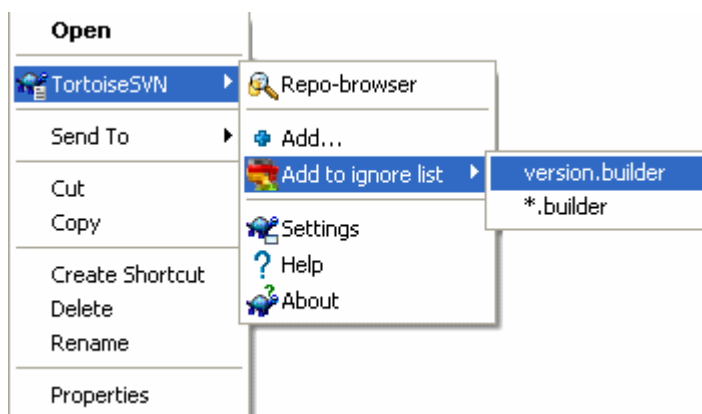 Open
TortoiseSVN
Send To
Cut
Copy
Create Shortcut
Delete
Rename
Properties
Repo-browser
Add...
Add to ignore list
Settings
Help
About
version.builder
*.builder